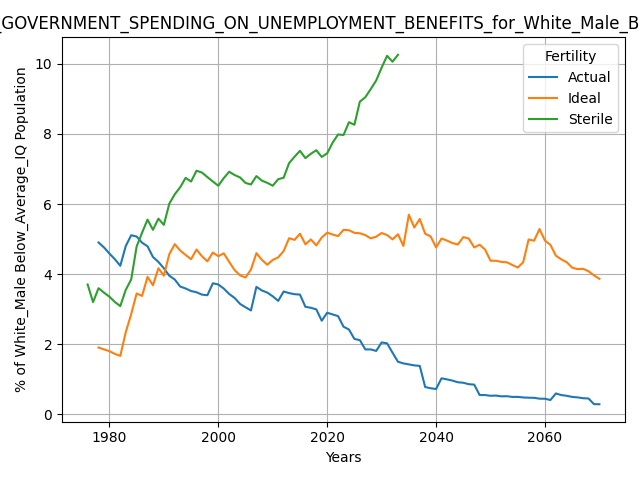 _GOVERNMENT_SPENDING_ON_UNEMPLOYMENT_BENEFITS_for_White_Male_B
% of White_Male Below_Average_IQ Population
10
8
6
4
2
0
Fertility
Actual
Ideal
Sterile
1980 2000 2020 2040 2060
Years